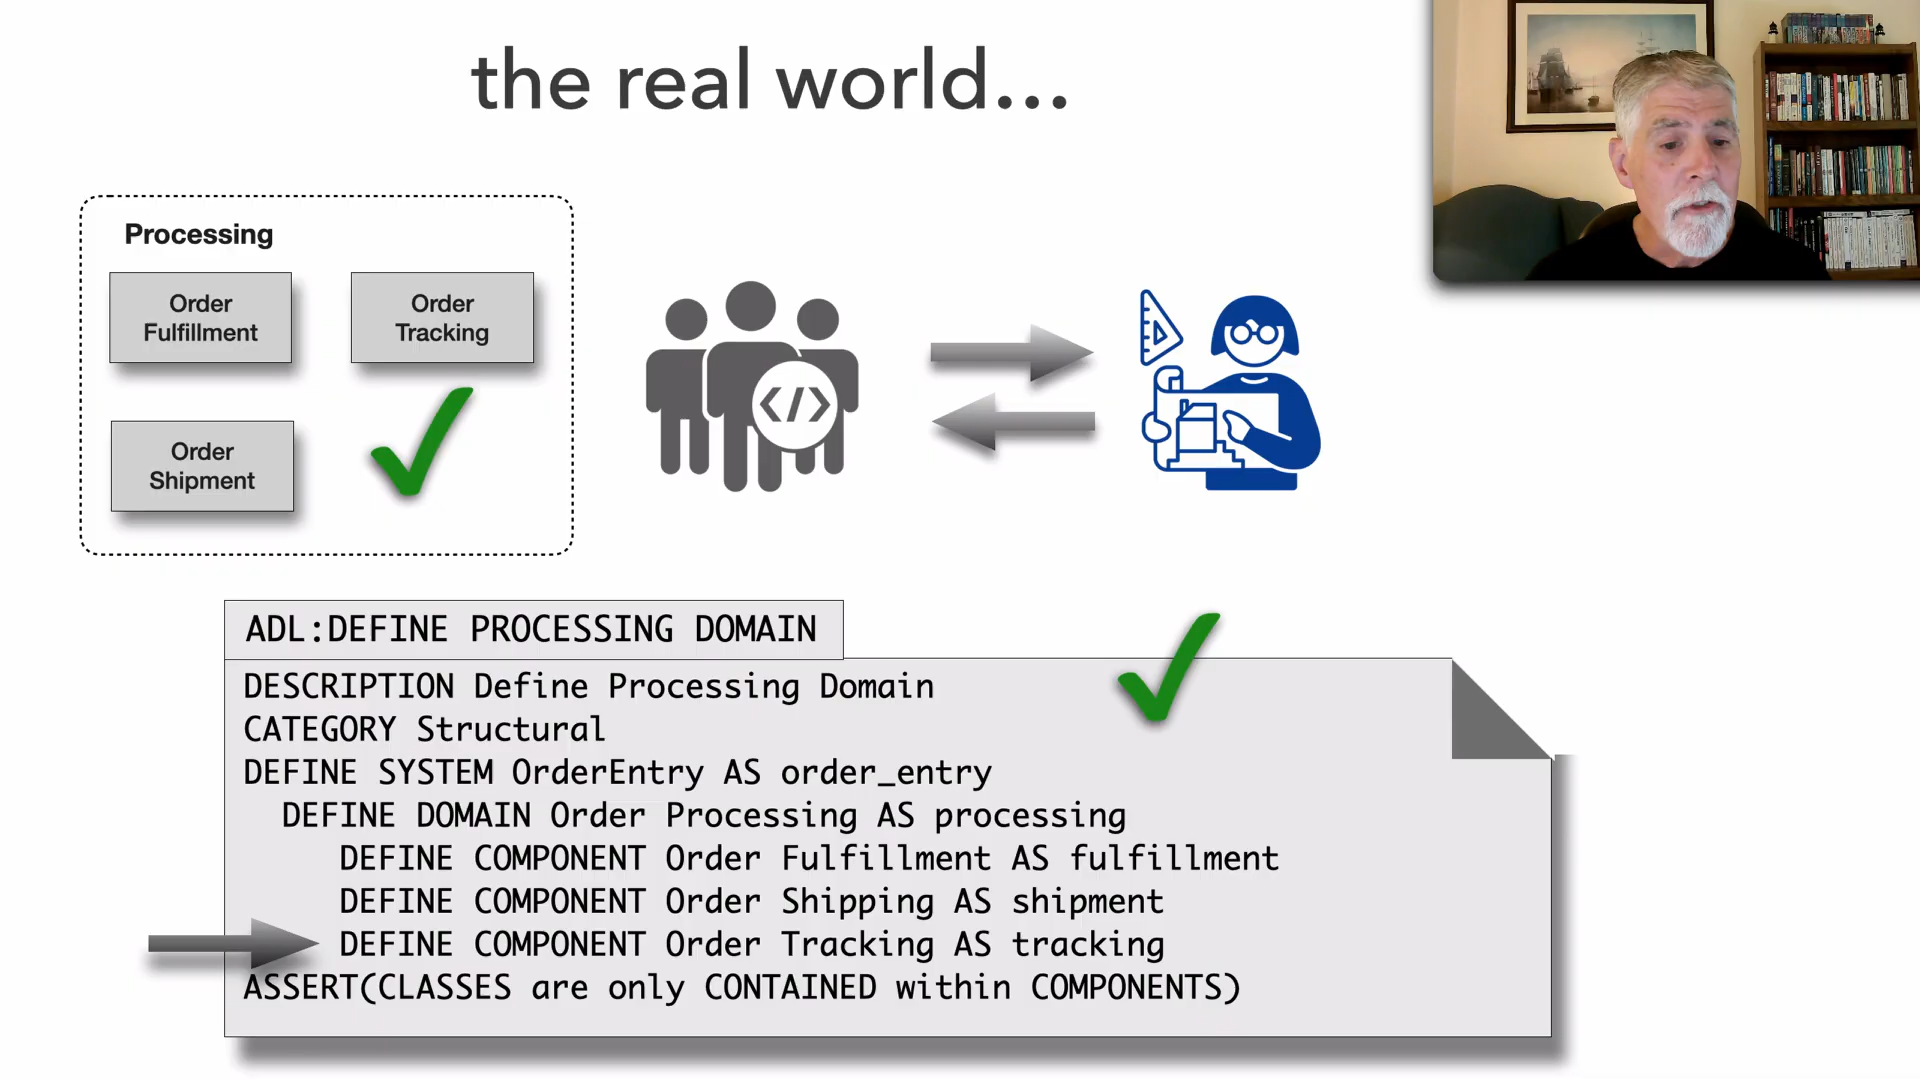 the real world...
Processing
Order
Fulfillment
Order
Tracking
Order
Shipment
</>
ADL:DEFINE PROCESSING DOMAIN
DESCRIPTION Define Processing Domain
CATEGORY Structural
DEFINE SYSTEM OrderEntry AS order_entry
DEFINE DOMAIN Order Processing AS processing
DEFINE COMPONENT Order Fulfillment AS fulfillment
DEFINE COMPONENT Order Shipping AS shipment
DEFINE COMPONENT Order Tracking AS tracking
ASSERT(CLASSES are only CONTAINED within COMPONENTS)